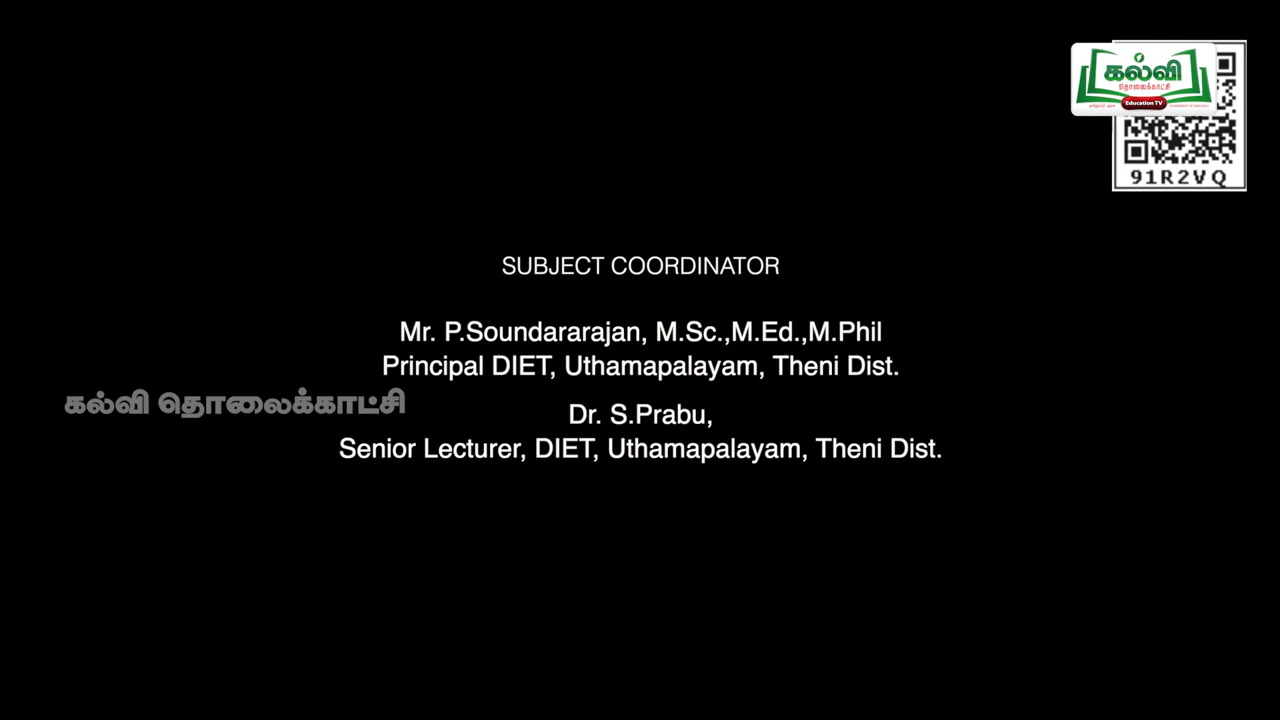 கல்வி
தொலைக்காட்சி
Education TV
91R2VQ
SUBJECT COORDINATOR
Mr. P.Soundararajan, M.Sc.,M.Ed.,M.Phil
Principal DIET, Uthamapalayam, Theni Dist.
கல்வி தொலைக்காட்சி
Dr. S.Prabu,
Senior Lecturer, DIET, Uthamapalayam, Theni Dist.